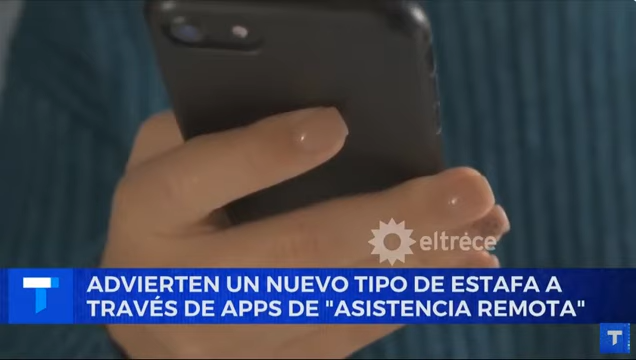 eltrece
ADVIERTEN UN NUEVO TIPO DE ESTAFA A
TRAVÉS DE APPS DE "ASISTENCIA REMOTA"
T
T